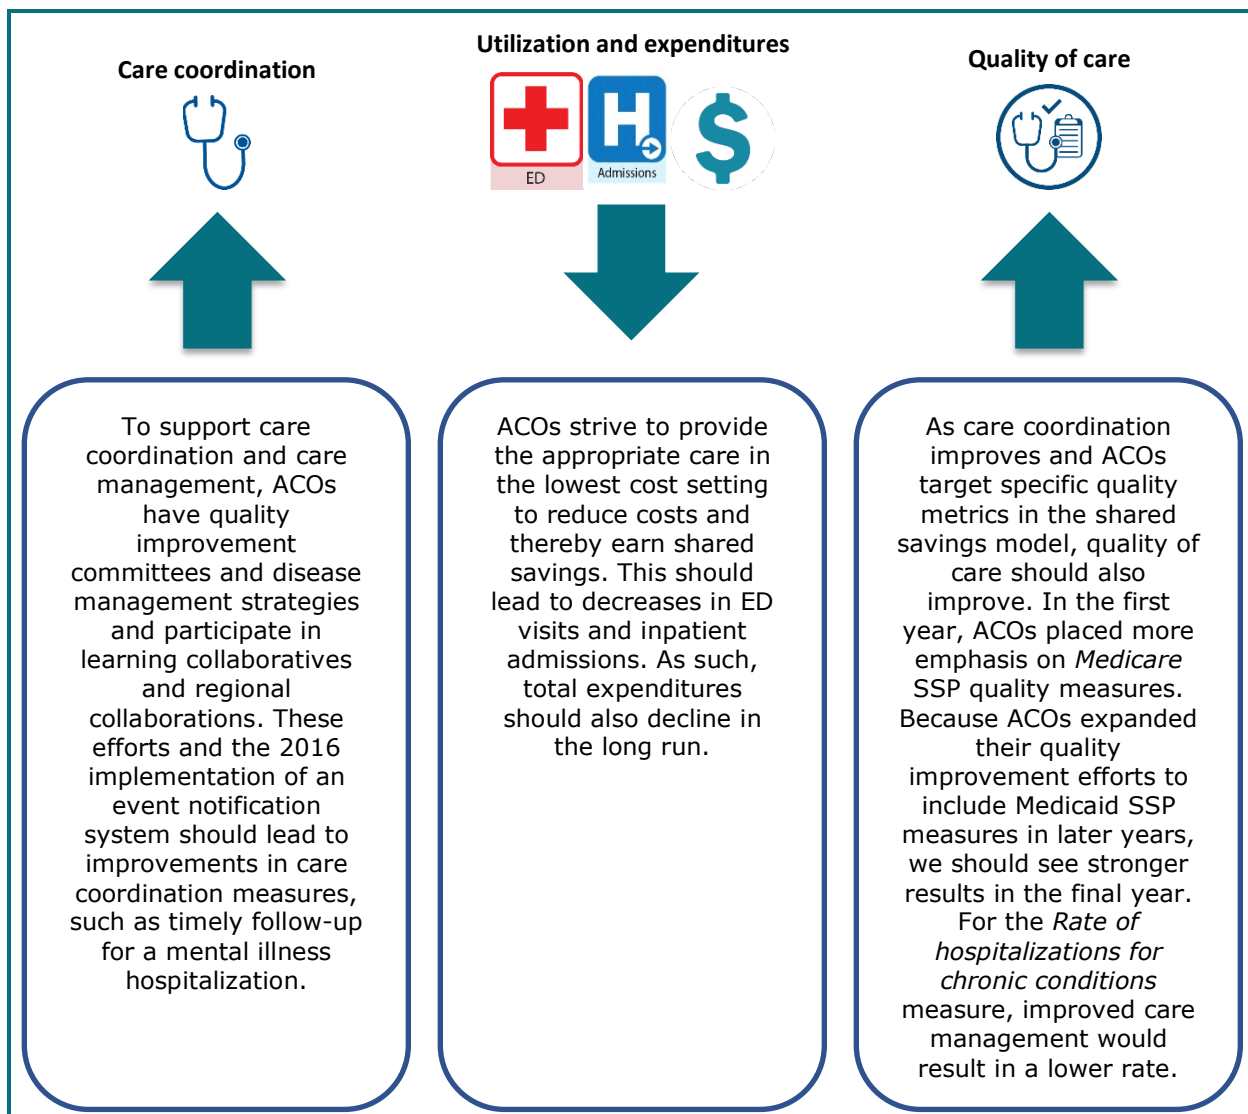 Care coordination
To support care
coordination and care
management, ACOs
have quality
improvement
committees and disease
management strategies
and participate in
learning collaboratives
and regional
collaborations. These
efforts and the 2016
implementation of an
event notification
system should lead to
improvements in care
coordination measures,
such as timely follow-up
for a mental illness
hospitalization.
Utilization and expenditures
ED
H
Admissions
$
ACOs strive to provide
the appropriate care in
the lowest cost setting
to reduce costs and
thereby earn shared
savings. This should
lead to decreases in ED
visits and inpatient
admissions. As such,
total expenditures
should also decline in
the long run.
Quality of care
As care coordination
improves and ACOs
target specific quality
metrics in the shared
savings model, quality of
care should also
improve. In the first
year, ACOs placed more
emphasis on Medicare
SSP quality measures.
Because ACOs expanded
their quality
improvement efforts to
include Medicaid SSP
measures in later years,
we should see stronger
results in the final year.
For the Rate of
hospitalizations for
chronic conditions
measure, improved care
management would
result in a lower rate.